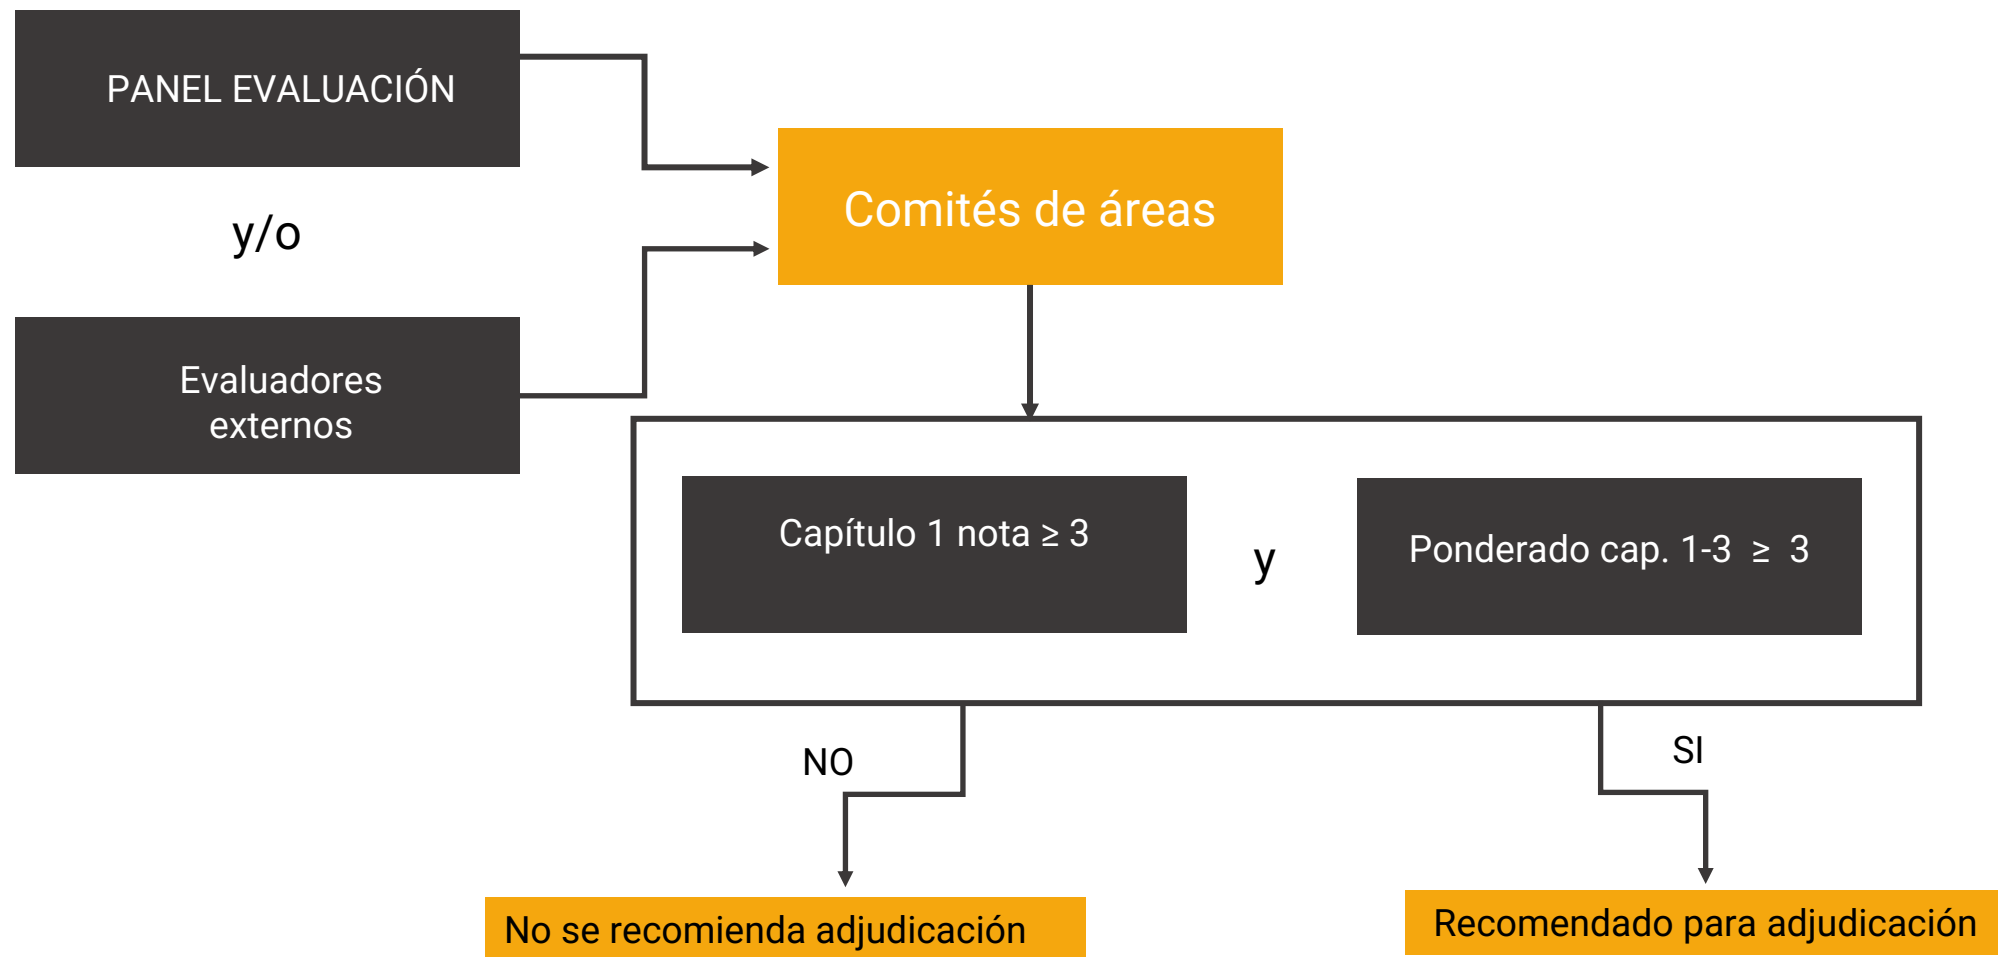 PANEL EVALUACIÓN
y/o
Evaluadores
externos
Comités de áreas
Capítulo 1 nota ≥ 3
y
Ponderado cap. 1-3 ≥ 3
NO
SI
No se recomienda adjudicación
Recomendado para adjudicación